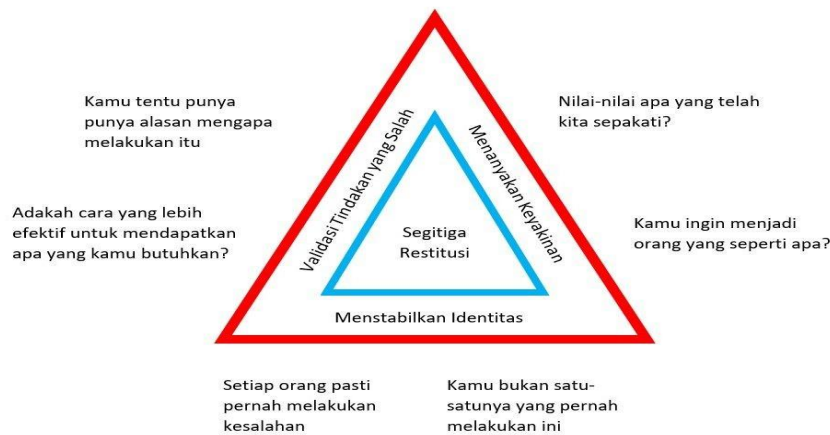 Kamu tentu punya
punya alasan mengapa
melakukan itu
Adakah cara yang lebih
efektif untuk mendapatkan
apa yang kamu butuhkan?
Validasi Tindakan yang Salah
Menanyakan Keyakinan
Nilai-nilai apa yang telah
kita sepakati?
Kamu ingin menjadi
orang yang seperti apa?
Segitiga
Restitusi
Menstabilkan Identitas
Setiap orang pasti
pernah melakukan
kesalahan
Kamu bukan satu-
satunya yang pernah
melakukan ini